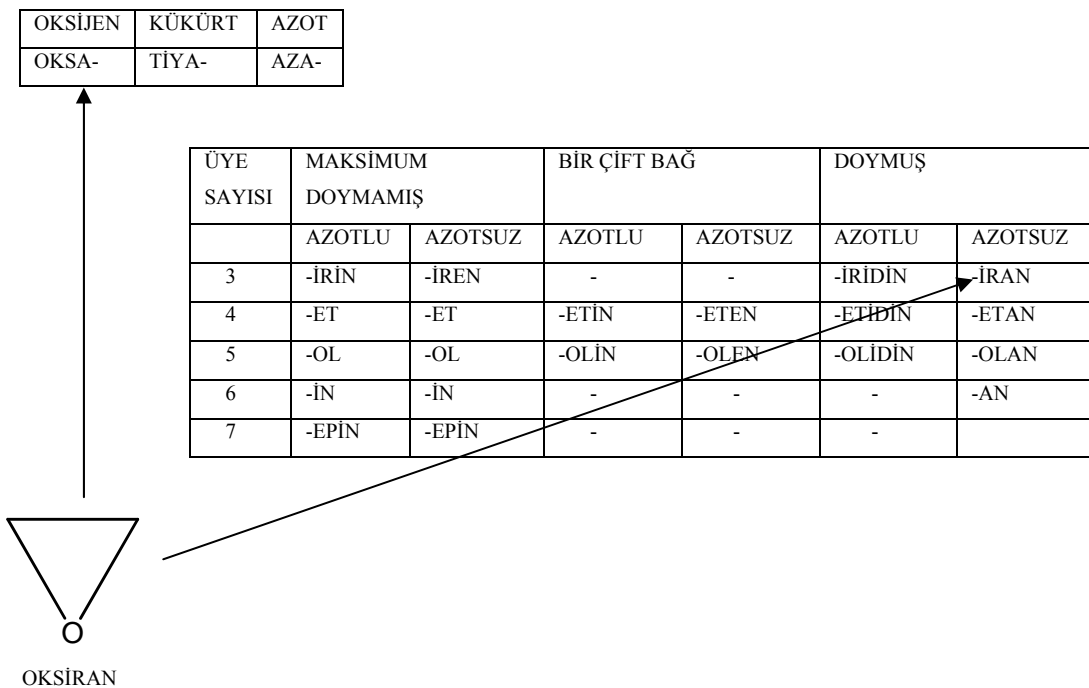 OKSİJEN KÜKÜRT AZOT
OKSA- TİYA- AZA-
ÜYE SAYISI MAKSİMUM DOYMAMIŞ BİR ÇİFT BAĞ DOYMUŞ
AZOTLU AZOTSUZ AZOTLU AZOTSUZ AZOTLU AZOTSUZ
3 -İRİN -İREN - - -İRİDİN -İRAN
4 -ET -ET -ETİN -ETEN -ETİDİN -ETAN
5 -OL -OL -OLİN -OLEN -OLİDİN -OLAN
6 -İN -İN - - - -AN
7 -EPİN -EPİN - - -
O
OKSİRAN